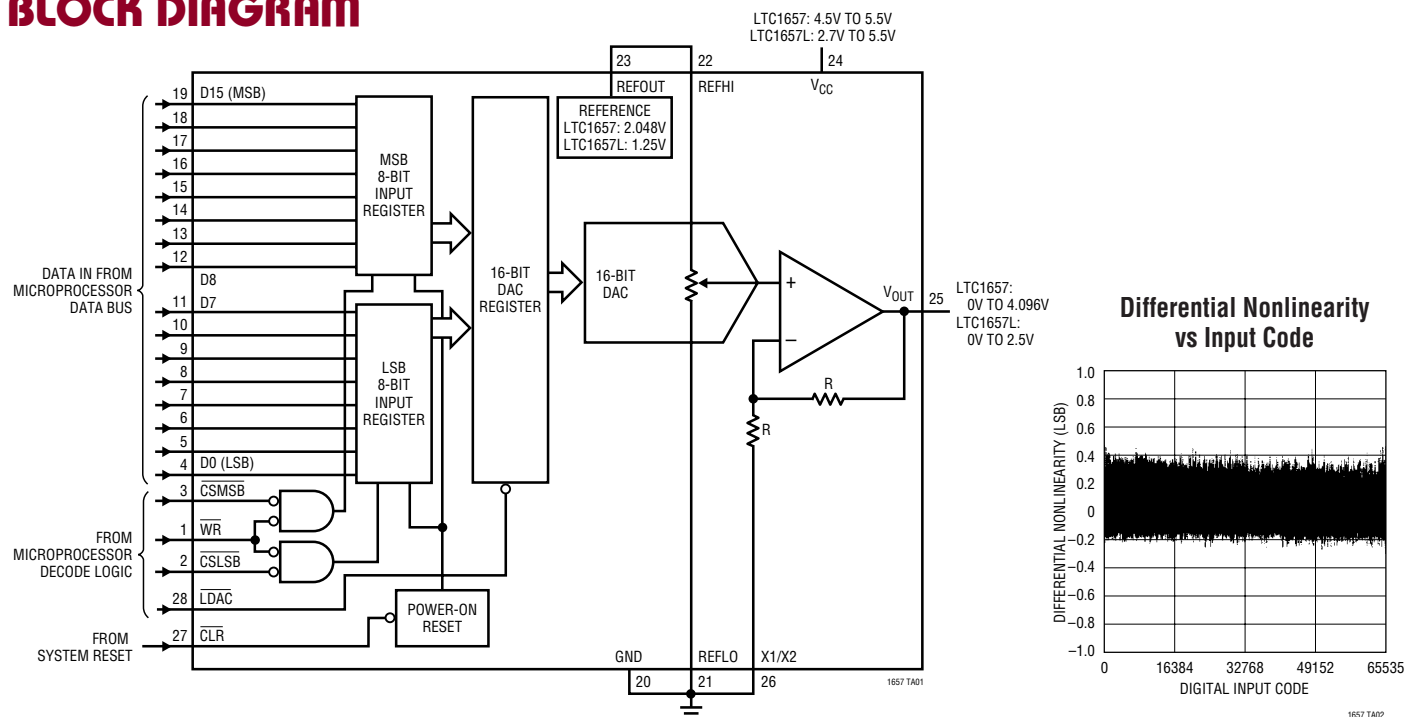 BLOCK DIAGRAM
LTC1657: 4.5V TO 5.5V
LTC1657L: 2.7V TO 5.5V
23
22
24
REFOUT
REFHI
VCC
REFERENCE
LTC1657: 2.048V
LTC1657L: 1.25V
19
D15 (MSB)
18
17
16
15
14
13
12
D8
MSB
8-BIT
INPUT
REGISTER
DATA IN FROM
MICROPROCESSOR
DATA BUS
11
D7
10
9
8
7
6
5
4
D0 (LSB)
LSB
8-BIT
INPUT
REGISTER
16-BIT
DAC
REGISTER
16-BIT
DAC
+
–
VOUT
25
LTC1657:
0V TO 4.096V
LTC1657L:
0V TO 2.5V
R
R
3
CSMSB
1
WR
2
CSLSB
28
LDAC
FROM
MICROPROCESSOR
DECODE LOGIC
FROM
SYSTEM RESET
27
CLR
POWER-ON
RESET
GND
REFLO
X1/X2
20
21
26
1657 TA01
Differential Nonlinearity
vs Input Code
DIFFERENTIAL NONLINEARITY (LSB)
1.0
0.8
0.6
0.4
0.2
0
–0.2
–0.4
–0.6
–0.8
–1.0
0
16384
32768
49152
65535
DIGITAL INPUT CODE
1657 TA02